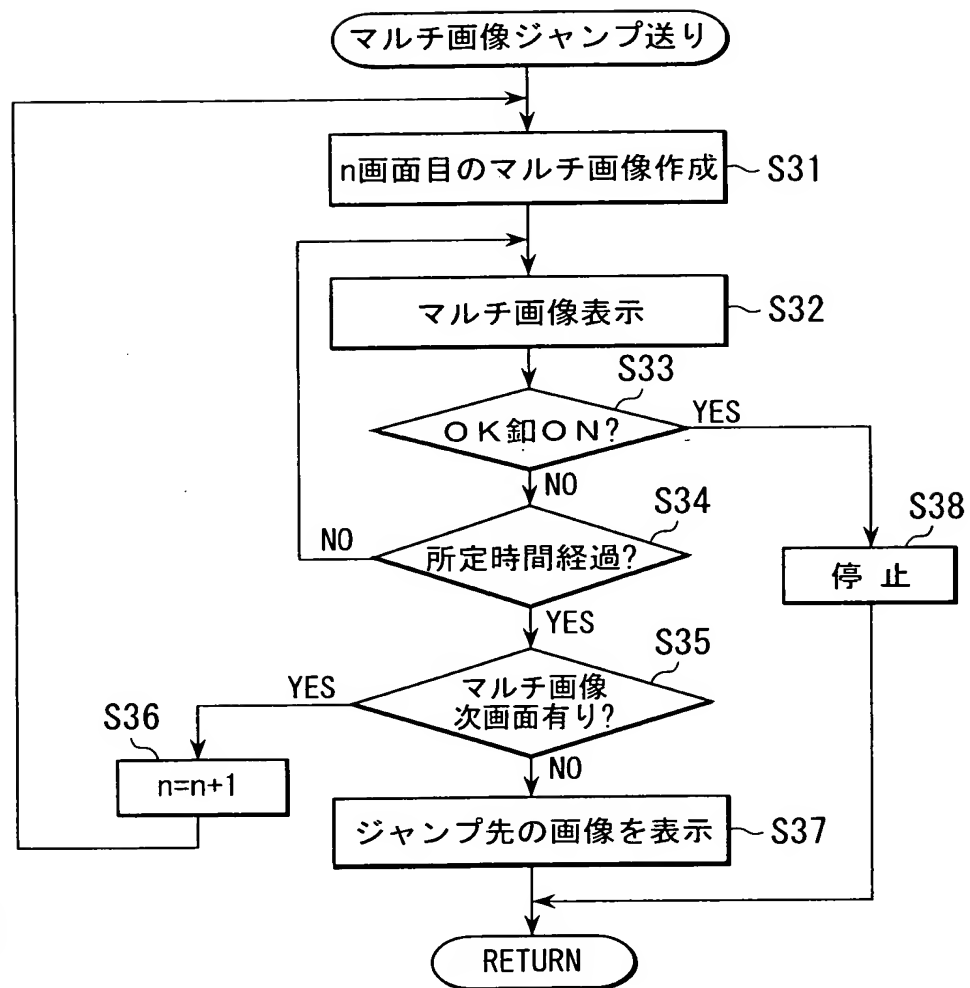 マルチ画像ジャンプ送り
n画面目のマルチ画像作成
S31
マルチ画像表示
S32
S33
OK釦ON?
YES
NO
S34
所定時間経過?
NO
YES
S38
停止
S35
マルチ画像
次画面有り?
YES
NO
S36
n=n+1
ジャンプ先の画像を表示
S37
RETURN